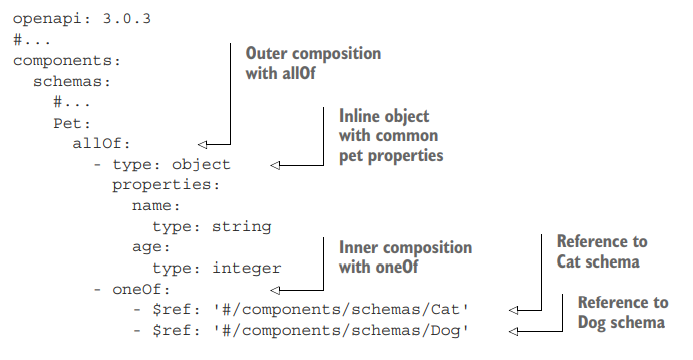 openapi: 3.0.3
#...
components:
  schemas:
    #...
    Pet:
      allOf:
        - type: object
          properties:
            name:
              type: string
            age:
              type: integer
        - oneOf:
            - $ref: '#/components/schemas/Cat'
            - $ref: '#/components/schemas/Dog'
Outer composition
with allOf
Inline object
with common
pet properties
Inner composition
with oneOf
Reference to
Cat schema
Reference to
Dog schema